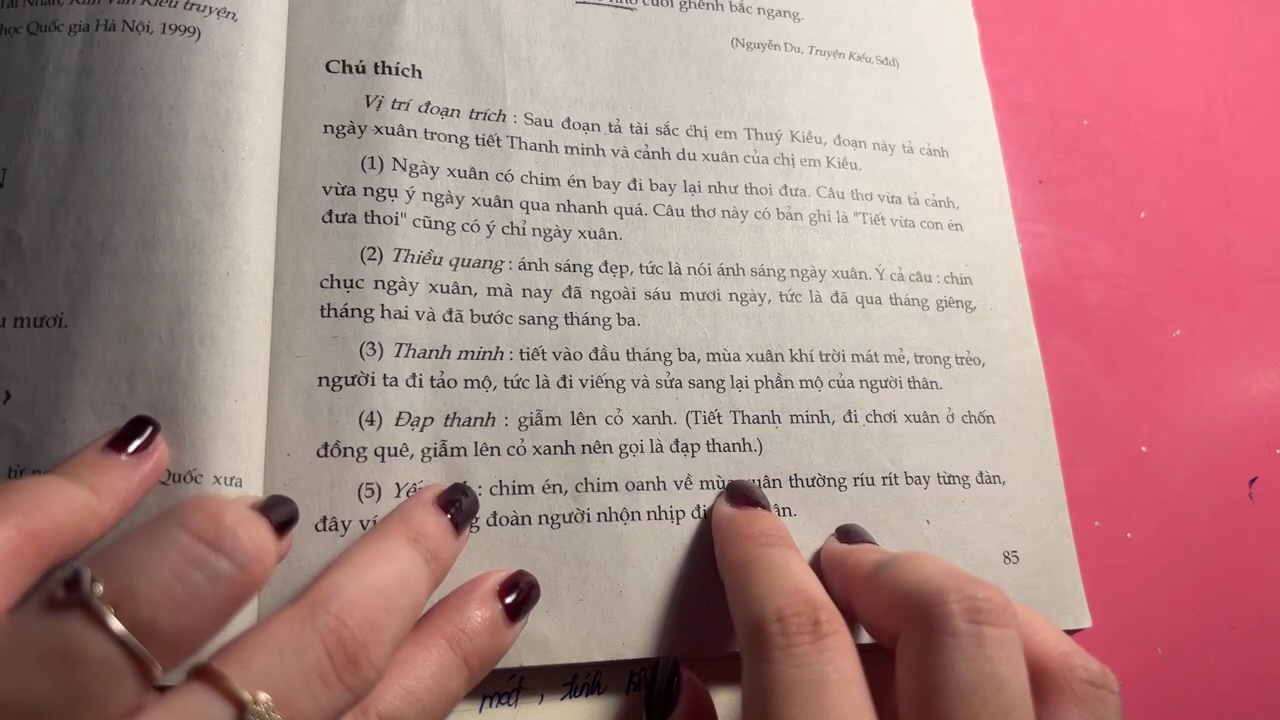 Kiều truyện,
học Quốc gia Hà Nội, 1999)
mươi.
Quốc xưa
cuối ghềnh bắc ngang.
(Nguyễn Du, Truyện Kiều, Sđd)
Chú thích
Vị trí đoạn trích : Sau đoạn tả tài sắc chị em Thuý Kiều, đoạn này tả cảnh
ngày xuân trong tiết Thanh minh và cảnh du xuân của chị em Kiều.
(1) Ngày xuân có chim én bay đi bay lại như thoi đưa. Câu thơ vừa tả cảnh,
vừa ngụ ý ngày xuân qua nhanh quá. Câu thơ này có bản ghi là "Tiết vừa con én
đưa thoi" cũng có ý chỉ ngày xuân.
(2) Thiều quang : ánh sáng đẹp, tức là nói ánh sáng ngày xuân. Ý cả câu : chín
chục ngày xuân, mà nay đã ngoài sáu mươi ngày, tức là đã qua tháng giêng,
tháng hai và đã bước sang tháng ba.
(3) Thanh minh : tiết vào đầu tháng ba, mùa xuân khí trời mát mẻ, trong trẻo,
người ta đi tảo mộ, tức là đi viếng và sửa sang lại phần mộ của người thân.
(4) Đạp thanh : giẫm lên cỏ xanh. (Tiết Thanh minh, đi chơi xuân ở chốn
đồng quê, giẫm lên cỏ xanh nên gọi là đạp thanh.)
(5) : chim én, chim oanh về mùa xuân thường ríu rít bay từng đàn,
đây đoàn người nhộn nhịp đi
85
mát , tính